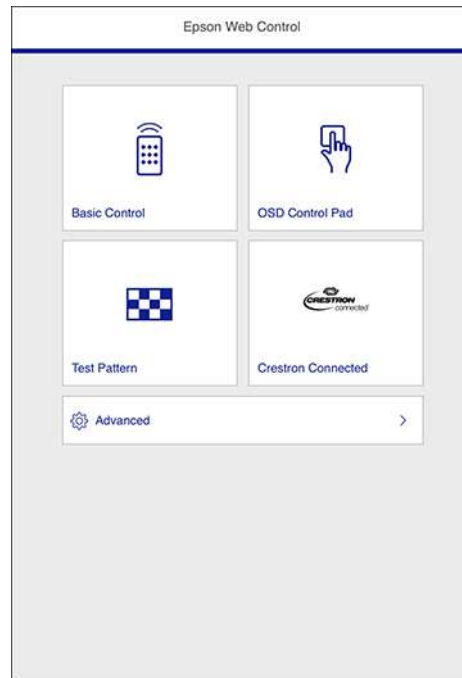 Epson Web Control
Basic Control
OSD Control Pad
CRESTRON
connected
Test Pattern
Crestron Connected
Advanced